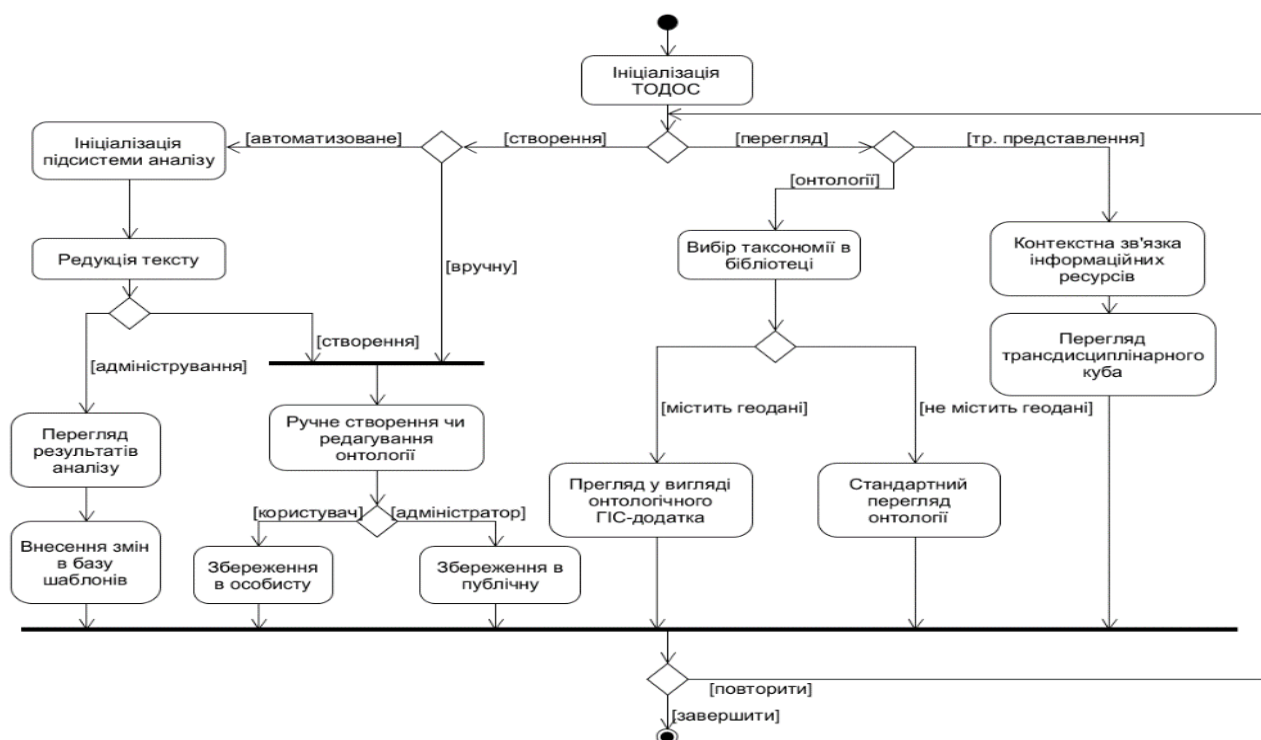 Ініціалізація
ТОДОС
[автоматизоване]
[створення]
[перегляд]
[тр. представлення]
Ініціалізація
підсистеми аналізу
[онтології]
Редукція тексту
[вручну]
Вибір таксономії в
бібліотеці
Контекстна зв'язка
інформаційних
ресурсів
[створення]
[адміністрування]
Перегляд
трансдисциплінарного
куба
[містить геодані]
[не містить геодані]
Перегляд
результатів
аналізу
Ручне створення чи
редагування
онтології
Прегляд у вигляді
онтологічного
ГІС-додатка
Стандартний
перегляд
онтології
[користувач]
[адміністратор]
Внесення змін
в базу
шаблонів
Збереження
в особисту
Збереження в
публічну
[повторити]
[завершити]